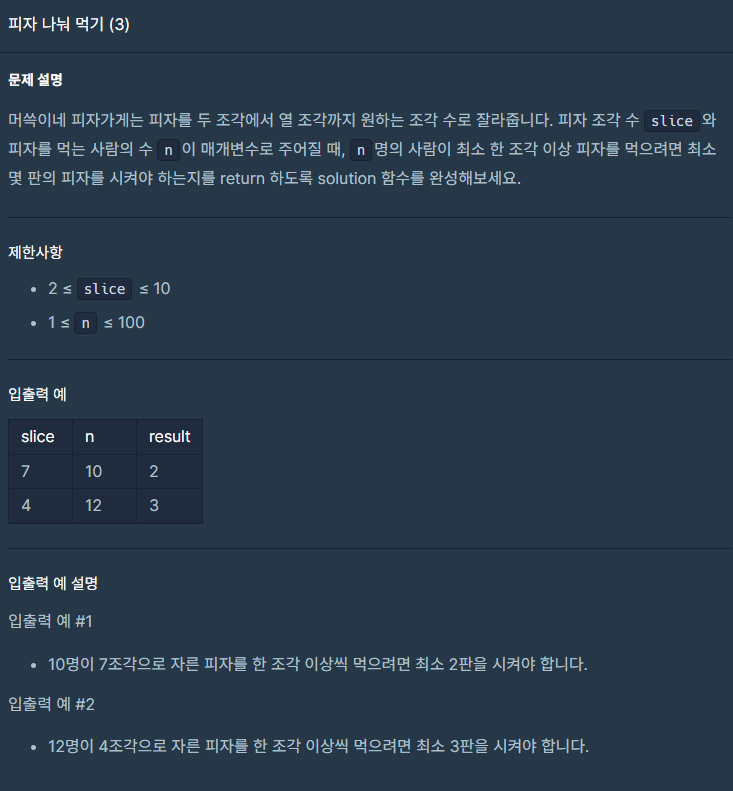 피자 나눠 먹기 (3)
문제 설명
머쓱이네 피자가게는 피자를 두 조각에서 열 조각까지 원하는 조각 수로 잘라줍니다. 피자 조각 수 slice 와
피자를 먹는 사람의 수 n 이 매개변수로 주어질 때, n 명의 사람이 최소 한 조각 이상 피자를 먹으려면 최소
몇 판의 피자를 시켜야 하는지를 return 하도록 solution 함수를 완성해보세요.
제한사항
• 2 ≤ slice ≤ 10
• 1 ≤ n ≤ 100
입출력 예
slice n result
7 10 2
4 12 3
입출력 예 설명
입출력 예 #1
• 10명이 7조각으로 자른 피자를 한 조각 이상씩 먹으려면 최소 2판을 시켜야 합니다.
입출력 예 #2
• 12명이 4조각으로 자른 피자를 한 조각 이상씩 먹으려면 최소 3판을 시켜야 합니다.